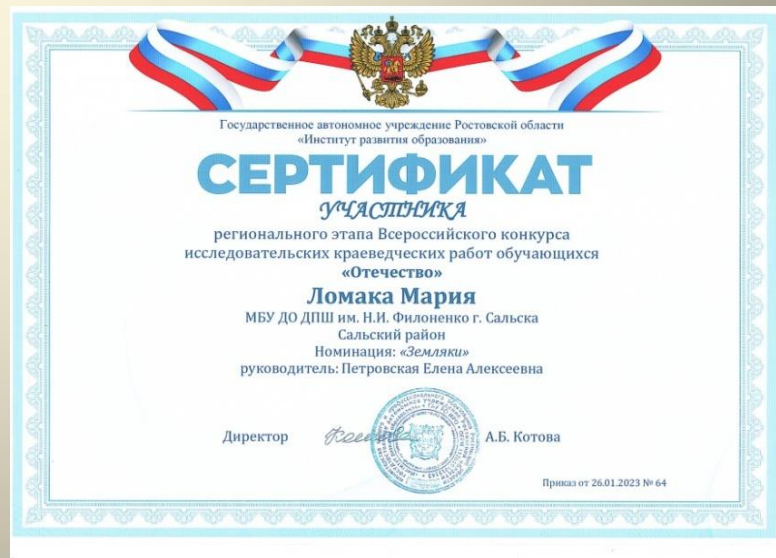 Государственное автономное учреждение Ростовской области
«Институт развития образования»
СЕРТИФИКАТ
УЧАСТНИКА
регионального этапа Всероссийского конкурса
исследовательских краеведческих работ обучающихся
«Отечество»
Ломака Мария
МБУ ДО ДПШ им. Н.И. Филоненко г. Сальска
Сальский район
Номинация: «Земляки»
руководитель: Петровская Елена Алексеевна
Директор А.Б. Котова
Приказ от 26.01.2023 № 64